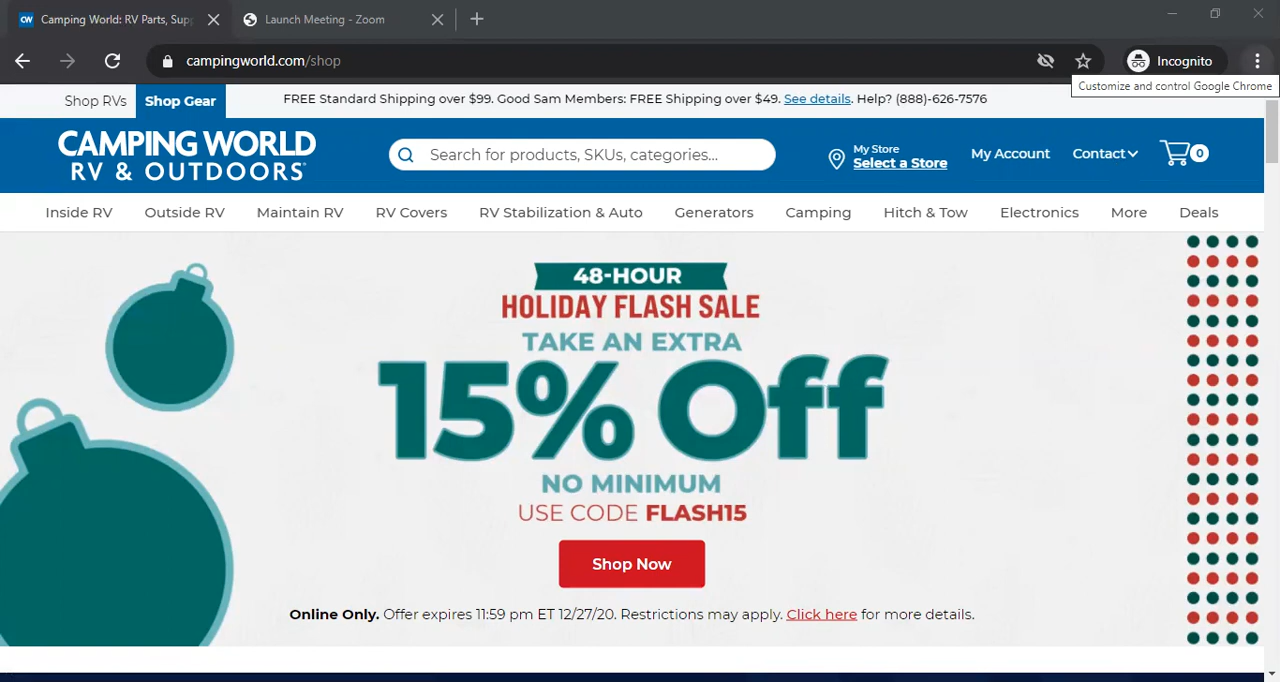 CW Camping World: RV Parts, Sup
Launch Meeting - Zoom
campingworld.com/shop
Incognito
Customize and control Google Chrome
Shop RVs
Shop Gear
FREE Standard Shipping over $99. Good Sam Members: FREE Shipping over $49. See details. Help? (888)-626-7576
CAMPING WORLD
RV & OUTDOORS
Search for products, SKUs, categories...
My Store
Select a Store
My Account
Contact
0
Inside RV
Outside RV
Maintain RV
RV Covers
RV Stabilization & Auto
Generators
Camping
Hitch & Tow
Electronics
More
Deals
48-HOUR
HOLIDAY FLASH SALE
TAKE AN EXTRA
15% Off
NO MINIMUM
USE CODE FLASH15
Shop Now
Online Only. Offer expires 11:59 pm ET 12/27/20. Restrictions may apply. Click here for more details.